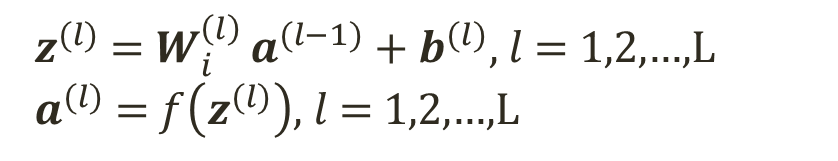 𝒛^{(l)} = 𝑾_i^{(l)} 𝒂^{(l−1)} + 𝒃^{(l)}, l = 1,2,…,L
𝒂^{(l)} = f(𝒛^{(l)}), l = 1,2,…,L